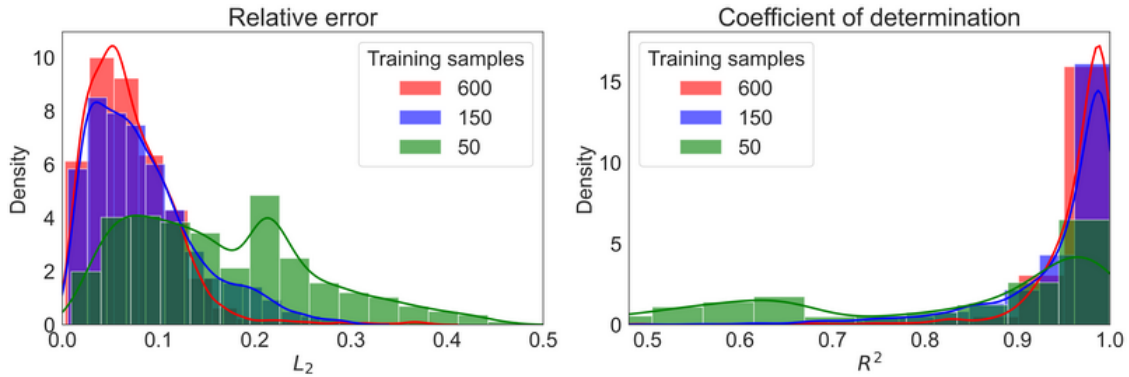 Relative error
Density
10
8
6
4
2
0
0.0 0.1 0.2 0.3 0.4 0.5
L₂
Training samples
600
150
50
Coefficient of determination
Density
15
10
5
0
0.5 0.6 0.7 0.8 0.9 1.0
R²
Training samples
600
150
50